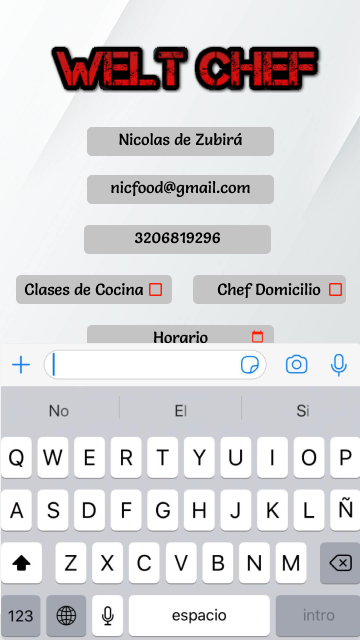 WELT CHEF
Nicolas de Zubirá
nicfood@gmail.com
3206819296
Clases de Cocina Chef Domicilio
Horario
No El Si
Q W E R T Y U I O P
A S D F G H J K L Ñ
Z X C V B N M
123 espacio intro